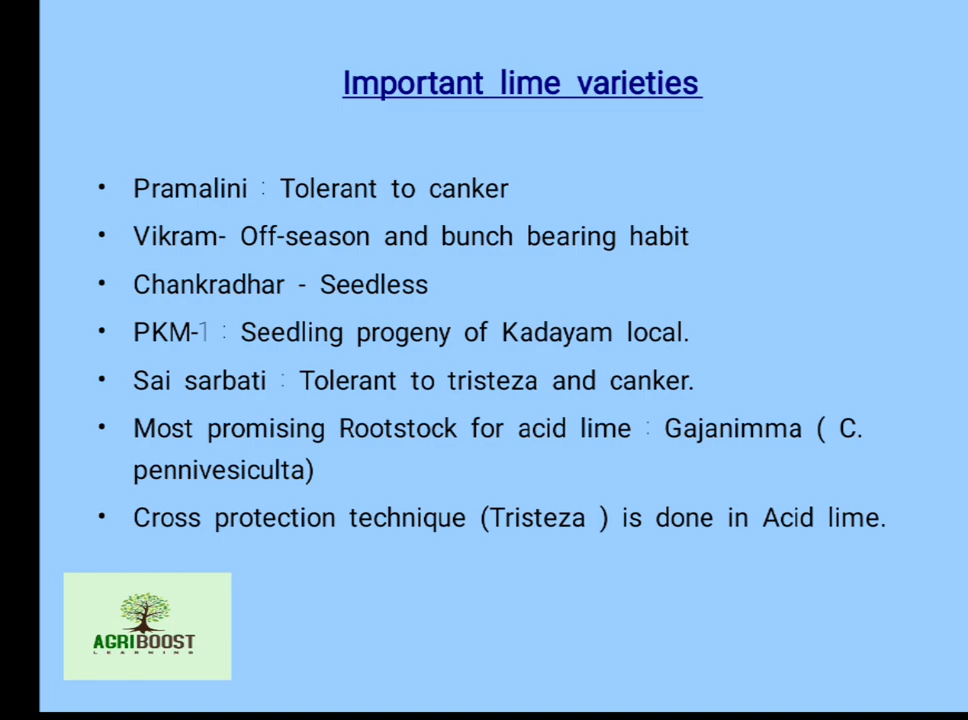 Important lime varieties
• Pramalini : Tolerant to canker
• Vikram- Off-season and bunch bearing habit
• Chankradhar - Seedless
• PKM-1 : Seedling progeny of Kadayam local.
• Sai sarbati : Tolerant to tristeza and canker.
• Most promising Rootstock for acid lime : Gajanimma ( C.
pennivesiculta)
• Cross protection technique (Tristeza ) is done in Acid lime.
AGRIBOOST
LEARNING